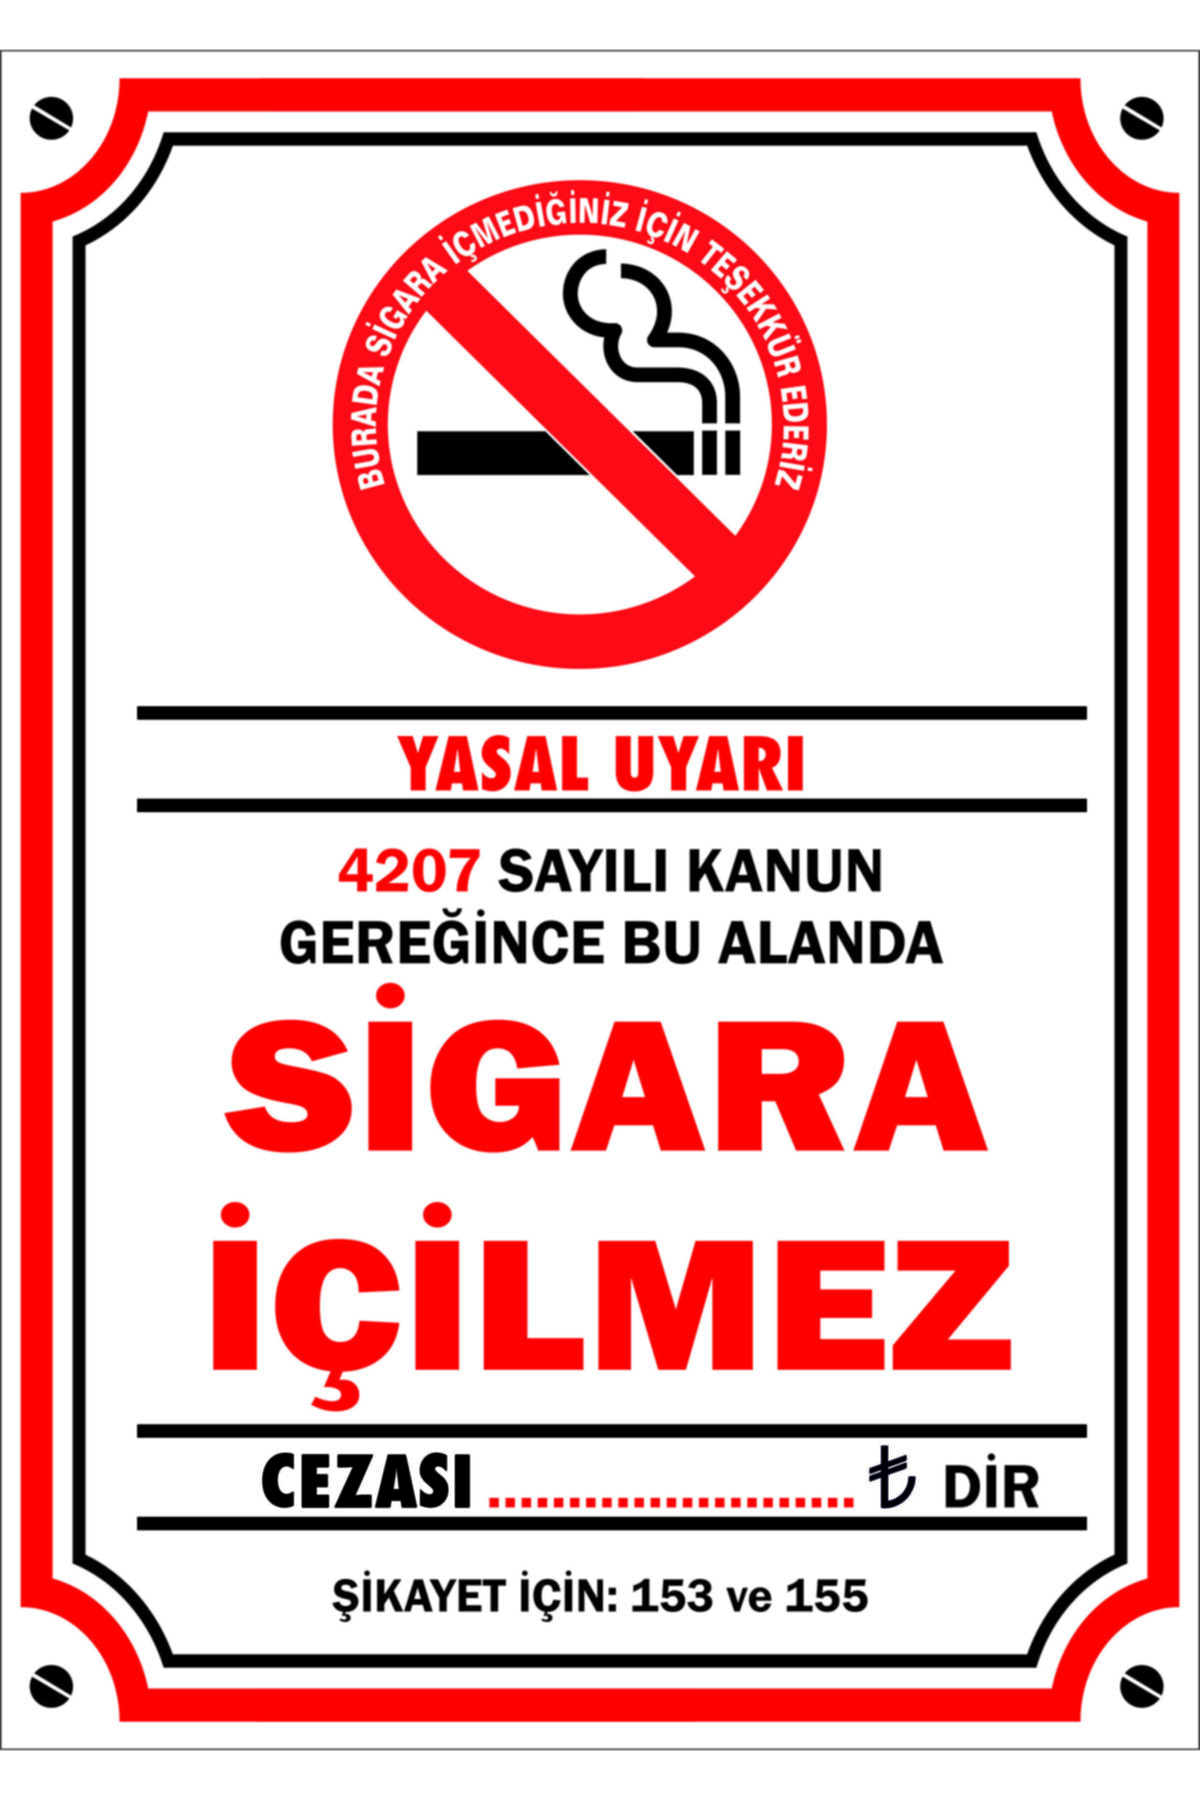 BURADA SİGARA İÇMEDİĞİNİZ İÇİN TEŞEKKÜR EDERİZ
YASAL UYARI
4207 SAYILI KANUN
GEREĞİNCE BU ALANDA
SİGARA
İÇİLMEZ
CEZASI....................... ₺ DİR
ŞİKAYET İÇİN: 153 ve 155